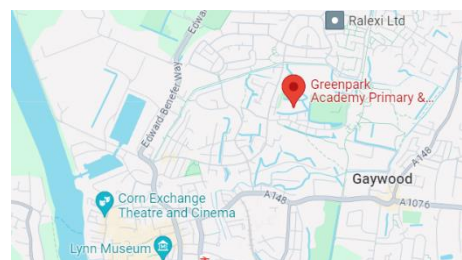 Ralexi Ltd
Edward Benefer Way
Greenpark
Academy Primary &...
A148
Gaywood
A148
A1076
Corn Exchange
Theatre and Cinema
Lynn Museum